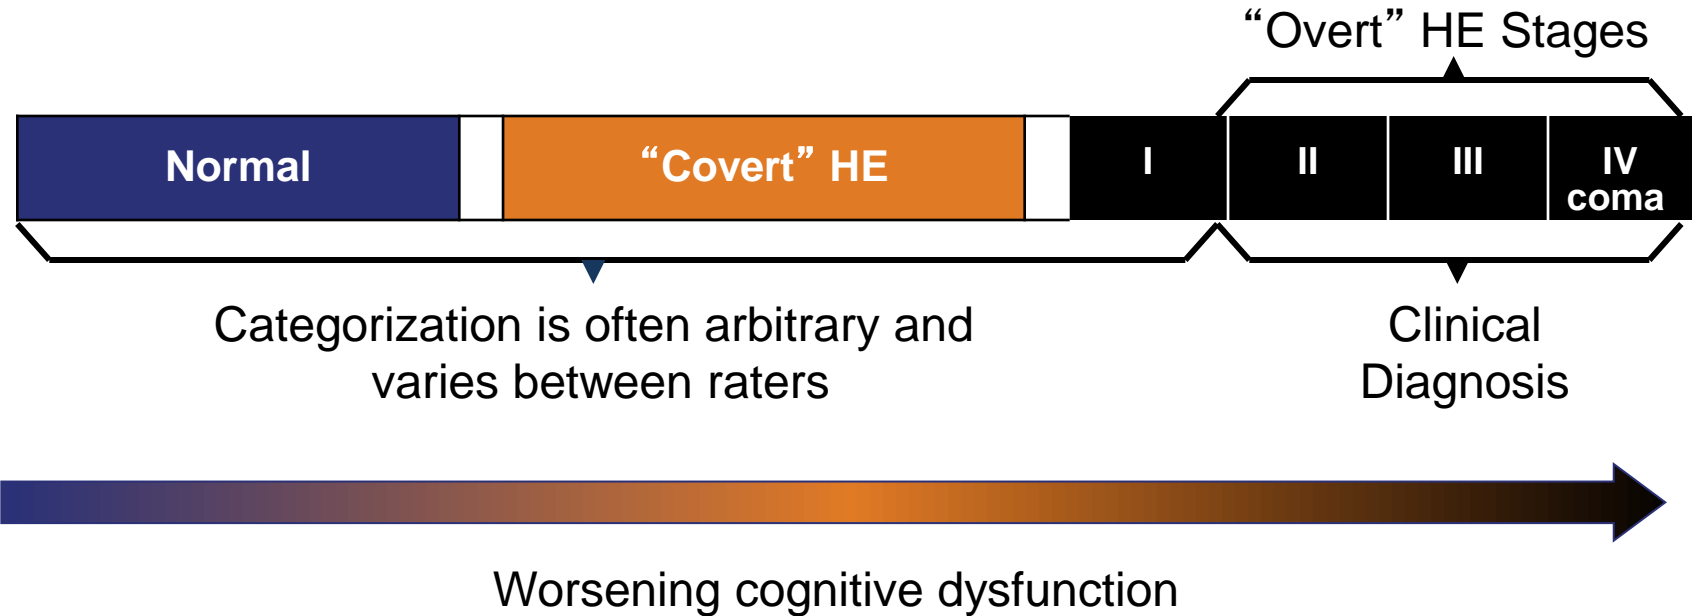 “Overt” HE Stages
Normal
“Covert” HE
I
II
III
IV
coma
Categorization is often arbitrary and
varies between raters
Clinical
Diagnosis
Worsening cognitive dysfunction